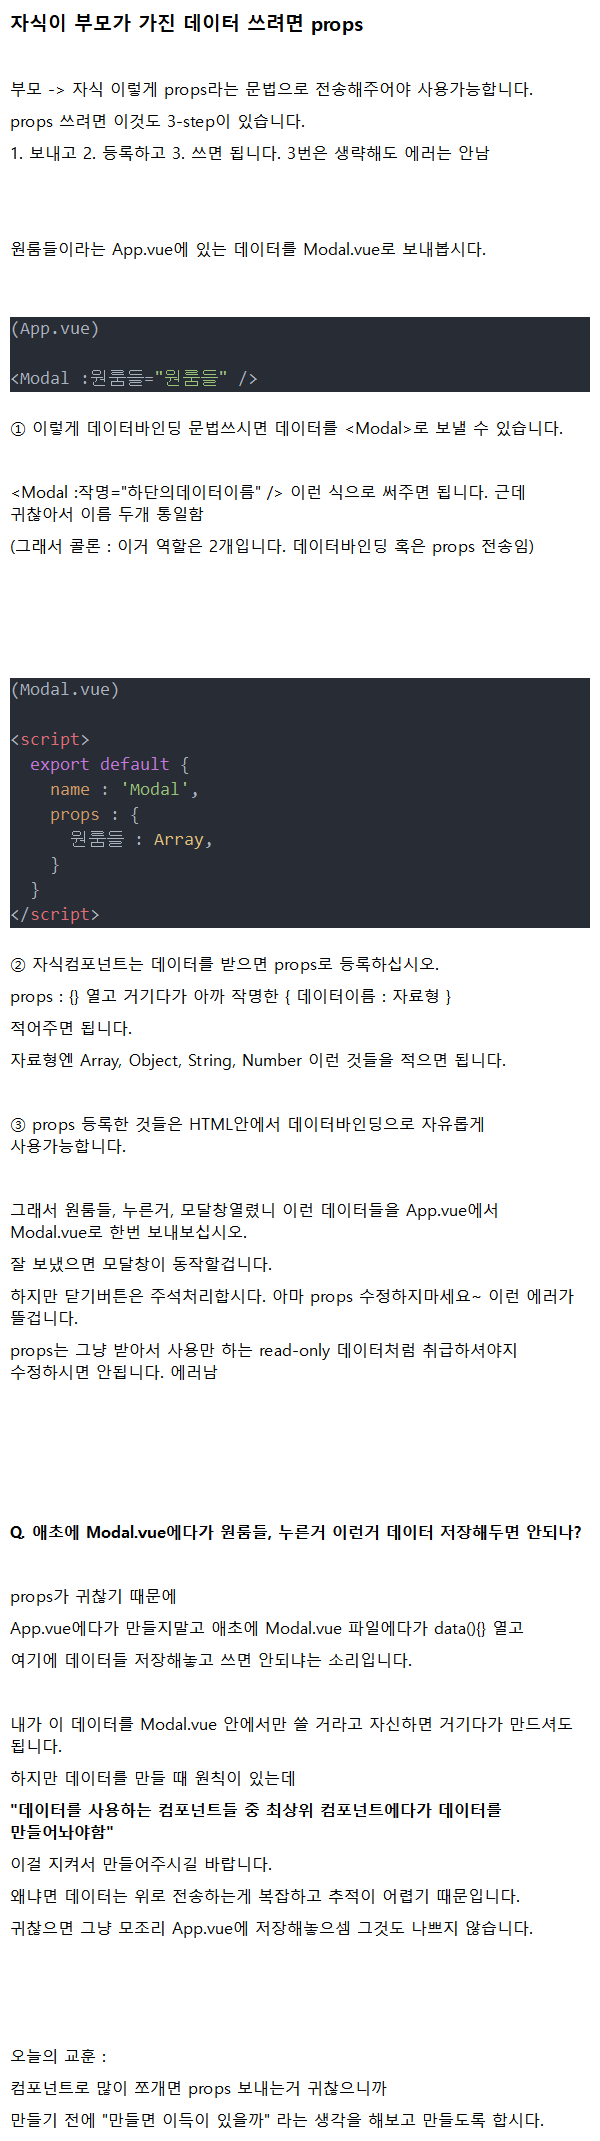 자식이 부모가 가진 데이터 쓰려면 props
부모 -> 자식 이렇게 props라는 문법으로 전송해주어야 사용가능합니다.
props 쓰려면 이것도 3-step이 있습니다.
1. 보내고 2. 등록하고 3. 쓰면 됩니다. 3번은 생략해도 에러는 안남
원룸들이라는 App.vue에 있는 데이터를 Modal.vue로 보내봅시다.
(App.vue)
<Modal :원룸들="원룸들" />
① 이렇게 데이터바인딩 문법쓰시면 데이터를 <Modal>로 보낼 수 있습니다.
<Modal :작명="하단의데이터이름" /> 이런 식으로 써주면 됩니다. 근데
귀찮아서 이름 두개 통일함
(그래서 콜론 : 이거 역할은 2개입니다. 데이터바인딩 혹은 props 전송임)
(Modal.vue)
<script>
export default {
name : 'Modal',
props : {
원룸들 : Array,
}
}
</script>
② 자식컴포넌트는 데이터를 받으면 props로 등록하십시오.
props : {} 열고 거기다가 아까 작명한 { 데이터이름 : 자료형 }
적어주면 됩니다.
자료형엔 Array, Object, String, Number 이런 것들을 적으면 됩니다.
③ props 등록한 것들은 HTML안에서 데이터바인딩으로 자유롭게
사용가능합니다.
그래서 원룸들, 누른거, 모달창열렸니 이런 데이터들을 App.vue에서
Modal.vue로 한번 보내보십시오.
잘 보냈으면 모달창이 동작할겁니다.
하지만 닫기버튼은 주석처리합시다. 아마 props 수정하지마세요~ 이런 에러가
뜰겁니다.
props는 그냥 받아서 사용만 하는 read-only 데이터처럼 취급하셔야지
수정하시면 안됩니다. 에러남
Q. 애초에 Modal.vue에다가 원룸들, 누른거 이런거 데이터 저장해두면 안되나?
props가 귀찮기 때문에
App.vue에다가 만들지말고 애초에 Modal.vue 파일에다가 data(){} 열고
여기에 데이터들 저장해놓고 쓰면 안되냐는 소리입니다.
내가 이 데이터를 Modal.vue 안에서만 쓸 거라고 자신하면 거기다가 만드셔도
됩니다.
하지만 데이터를 만들 때 원칙이 있는데
"데이터를 사용하는 컴포넌트들 중 최상위 컴포넌트에다가 데이터를
만들어놔야함"
이걸 지켜서 만들어주시길 바랍니다.
왜냐면 데이터는 위로 전송하는게 복잡하고 추적이 어렵기 때문입니다.
귀찮으면 그냥 모조리 App.vue에 저장해놓으셈 그것도 나쁘지 않습니다.
오늘의 교훈 :
컴포넌트로 많이 쪼개면 props 보내는거 귀찮으니까
만들기 전에 "만들면 이득이 있을까" 라는 생각을 해보고 만들도록 합시다.